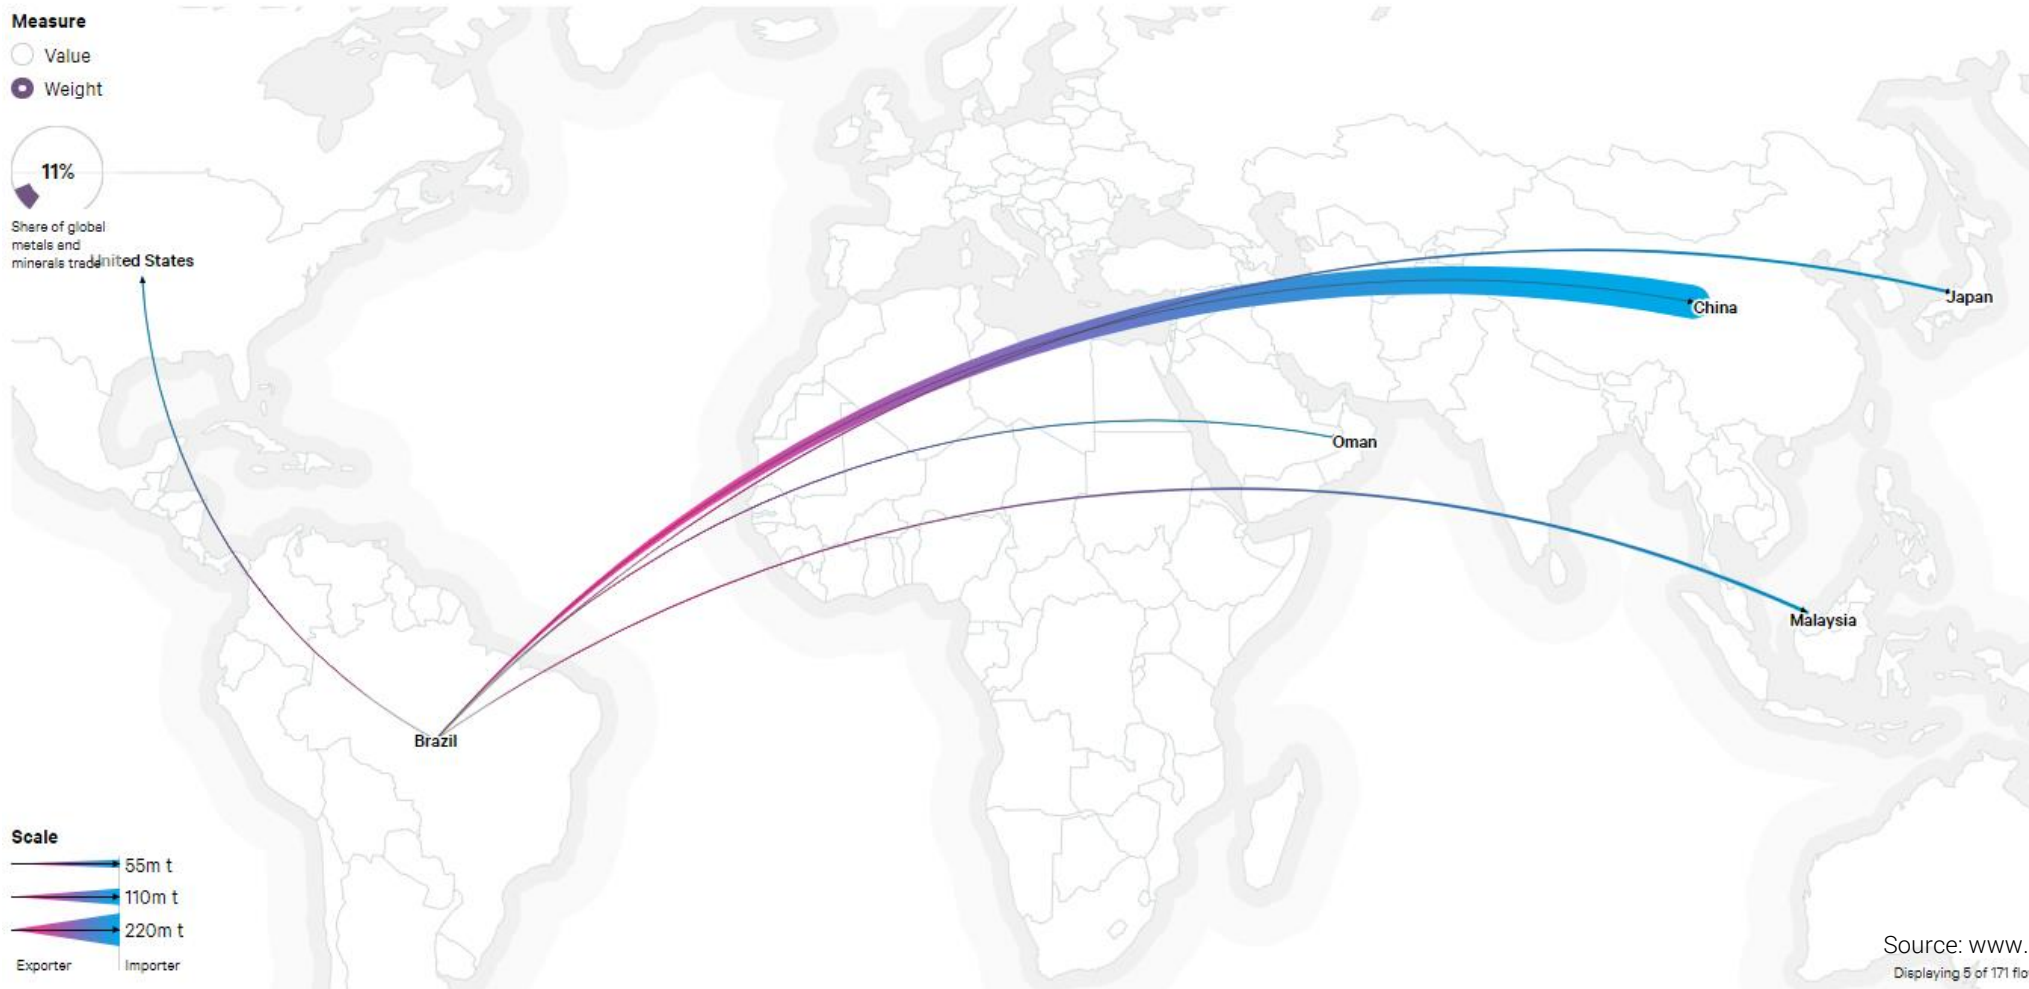 Measure
Value
Weight
11%
Share of global
metals and
minerals trade
United States
Japan
China
Oman
Malaysia
Brazil
Scale
55m t
110m t
220m t
Exporter
Importer
Source: www.
Displaying 5 of 171 flo